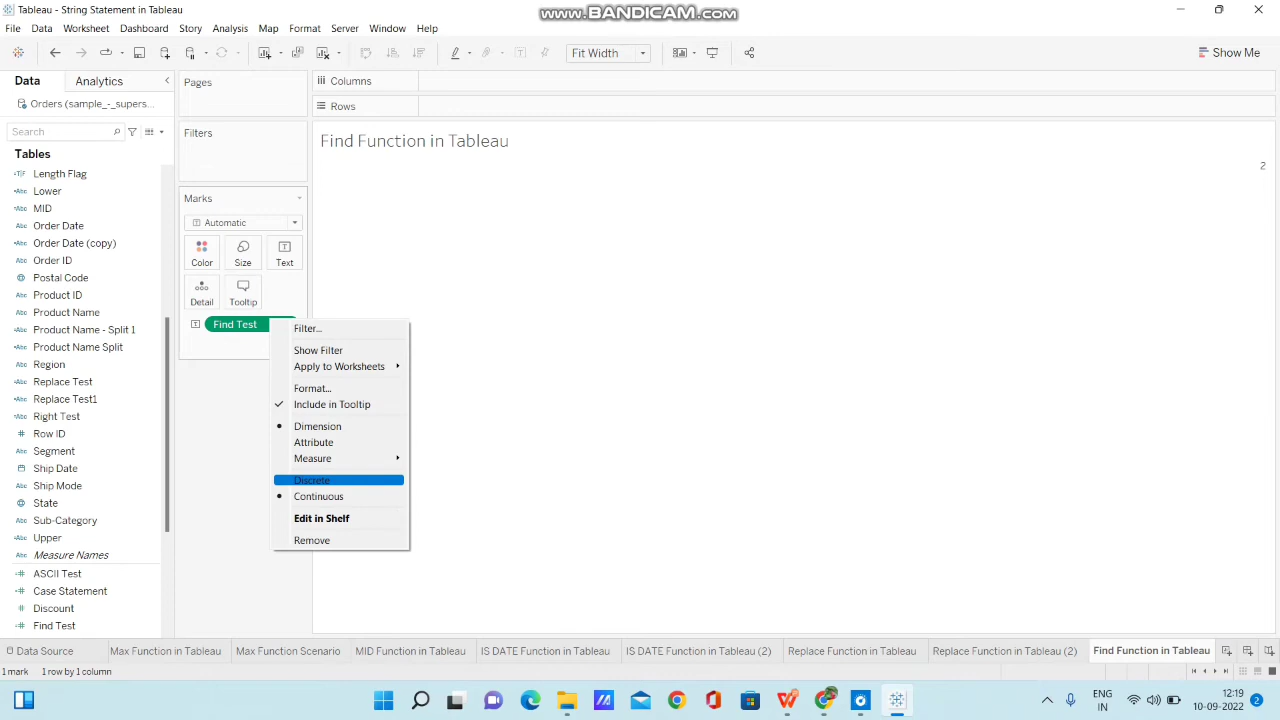 Tableau - String Statement in Tableau
www.BANDICAM.com
File Data Worksheet Dashboard Story Analysis Map Format Server Window Help
Fit Width
Show Me
Data Analytics
Orders (sample_-_supers...
Search
Tables
Length Flag
Lower
MID
Order Date
Order Date (copy)
Order ID
Postal Code
Product ID
Product Name
Product Name - Split 1
Product Name Split
Region
Replace Test
Replace Test1
Right Test
Row ID
Segment
Ship Date
Ship Mode
State
Sub-Category
Upper
Measure Names
ASCII Test
Case Statement
Discount
Find Test
Pages
Filters
Marks
Automatic
Color Size Text
Detail Tooltip
Find Test
Columns
Rows
Find Function in Tableau
2
Filter...
Show Filter
Apply to Worksheets
Format...
Include in Tooltip
Dimension
Attribute
Measure
Discrete
Continuous
Edit in Shelf
Remove
Data Source Max Function in Tableau Max Function Scenario MID Function in Tableau IS DATE Function in Tableau IS DATE Function in Tableau (2) Replace Function in Tableau Replace Function in Tableau (2) Find Function in Tableau
1 mark 1 row by 1 column
ENG
IN
12:19
10-09-2022
2